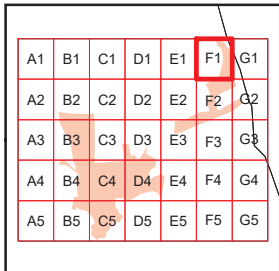 A1 B1 C1 D1 E1 F1 G1
A2 B2 C2 D2 E2 F2 G2
A3 B3 C3 D3 E3 F3 G3
A4 B4 C4 D4 E4 F4 G4
A5 B5 C5 D5 E5 F5 G5